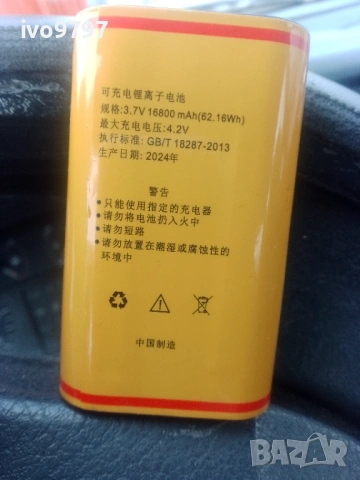 ivo9797
可充电锂离子电池
规格:3.7V 16800 mAh(62.16Wh)
最大充电电压:4.2V
执行标准: GB/T 18287-2013
生产日期: 2024年
警告
●只能使用指定的充电器
●请勿将电池扔入火中
●请勿短路
●请勿放置在潮湿或腐蚀性的
环境中
中国制造
BAZAR